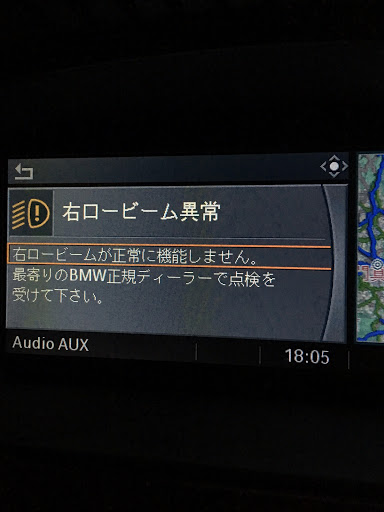 右ロービーム異常
右ロービームが正常に機能しません。
最寄りのBMW正規ディーラーで点検を
受けて下さい。
Audio AUX
18:05